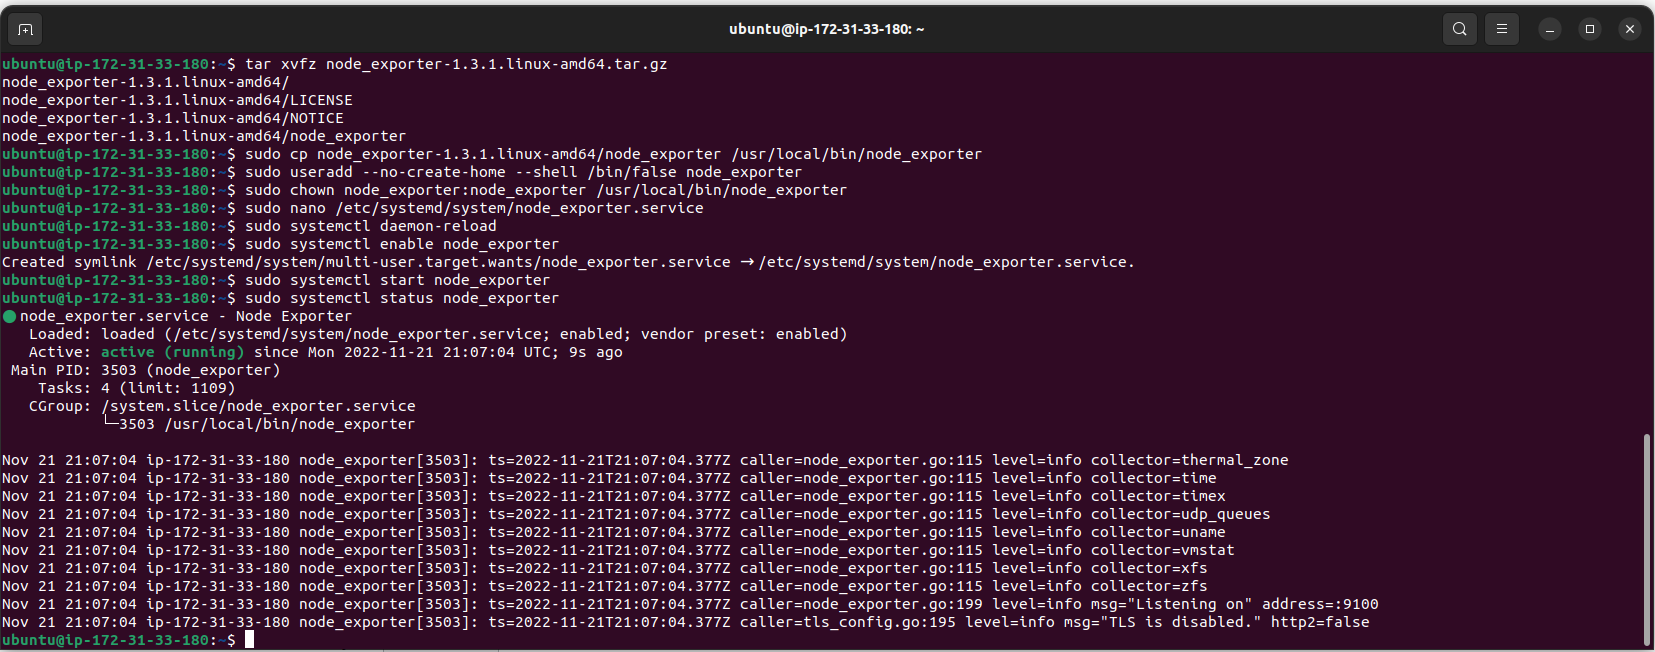 ubuntu@ip-172-31-33-180: ~
ubuntu@ip-172-31-33-180:~$ tar xvfz node_exporter-1.3.1.linux-amd64.tar.gz
node_exporter-1.3.1.linux-amd64/
node_exporter-1.3.1.linux-amd64/LICENSE
node_exporter-1.3.1.linux-amd64/NOTICE
node_exporter-1.3.1.linux-amd64/node_exporter
ubuntu@ip-172-31-33-180:~$ sudo cp node_exporter-1.3.1.linux-amd64/node_exporter /usr/local/bin/node_exporter
ubuntu@ip-172-31-33-180:~$ sudo useradd --no-create-home --shell /bin/false node_exporter
ubuntu@ip-172-31-33-180:~$ sudo chown node_exporter:node_exporter /usr/local/bin/node_exporter
ubuntu@ip-172-31-33-180:~$ sudo nano /etc/systemd/system/node_exporter.service
ubuntu@ip-172-31-33-180:~$ sudo systemctl daemon-reload
ubuntu@ip-172-31-33-180:~$ sudo systemctl enable node_exporter
Created symlink /etc/systemd/system/multi-user.target.wants/node_exporter.service → /etc/systemd/system/node_exporter.service.
ubuntu@ip-172-31-33-180:~$ sudo systemctl start node_exporter
ubuntu@ip-172-31-33-180:~$ sudo systemctl status node_exporter
● node_exporter.service - Node Exporter
   Loaded: loaded (/etc/systemd/system/node_exporter.service; enabled; vendor preset: enabled)
   Active: active (running) since Mon 2022-11-21 21:07:04 UTC; 9s ago
 Main PID: 3503 (node_exporter)
    Tasks: 4 (limit: 1109)
   CGroup: /system.slice/node_exporter.service
           └─3503 /usr/local/bin/node_exporter
Nov 21 21:07:04 ip-172-31-33-180 node_exporter[3503]: ts=2022-11-21T21:07:04.377Z caller=node_exporter.go:115 level=info collector=thermal_zone
Nov 21 21:07:04 ip-172-31-33-180 node_exporter[3503]: ts=2022-11-21T21:07:04.377Z caller=node_exporter.go:115 level=info collector=time
Nov 21 21:07:04 ip-172-31-33-180 node_exporter[3503]: ts=2022-11-21T21:07:04.377Z caller=node_exporter.go:115 level=info collector=timex
Nov 21 21:07:04 ip-172-31-33-180 node_exporter[3503]: ts=2022-11-21T21:07:04.377Z caller=node_exporter.go:115 level=info collector=udp_queues
Nov 21 21:07:04 ip-172-31-33-180 node_exporter[3503]: ts=2022-11-21T21:07:04.377Z caller=node_exporter.go:115 level=info collector=uname
Nov 21 21:07:04 ip-172-31-33-180 node_exporter[3503]: ts=2022-11-21T21:07:04.377Z caller=node_exporter.go:115 level=info collector=vmstat
Nov 21 21:07:04 ip-172-31-33-180 node_exporter[3503]: ts=2022-11-21T21:07:04.377Z caller=node_exporter.go:115 level=info collector=xfs
Nov 21 21:07:04 ip-172-31-33-180 node_exporter[3503]: ts=2022-11-21T21:07:04.377Z caller=node_exporter.go:115 level=info collector=zfs
Nov 21 21:07:04 ip-172-31-33-180 node_exporter[3503]: ts=2022-11-21T21:07:04.377Z caller=node_exporter.go:199 level=info msg="Listening on" address=:9100
Nov 21 21:07:04 ip-172-31-33-180 node_exporter[3503]: ts=2022-11-21T21:07:04.377Z caller=tls_config.go:195 level=info msg="TLS is disabled." http2=false
ubuntu@ip-172-31-33-180:~$